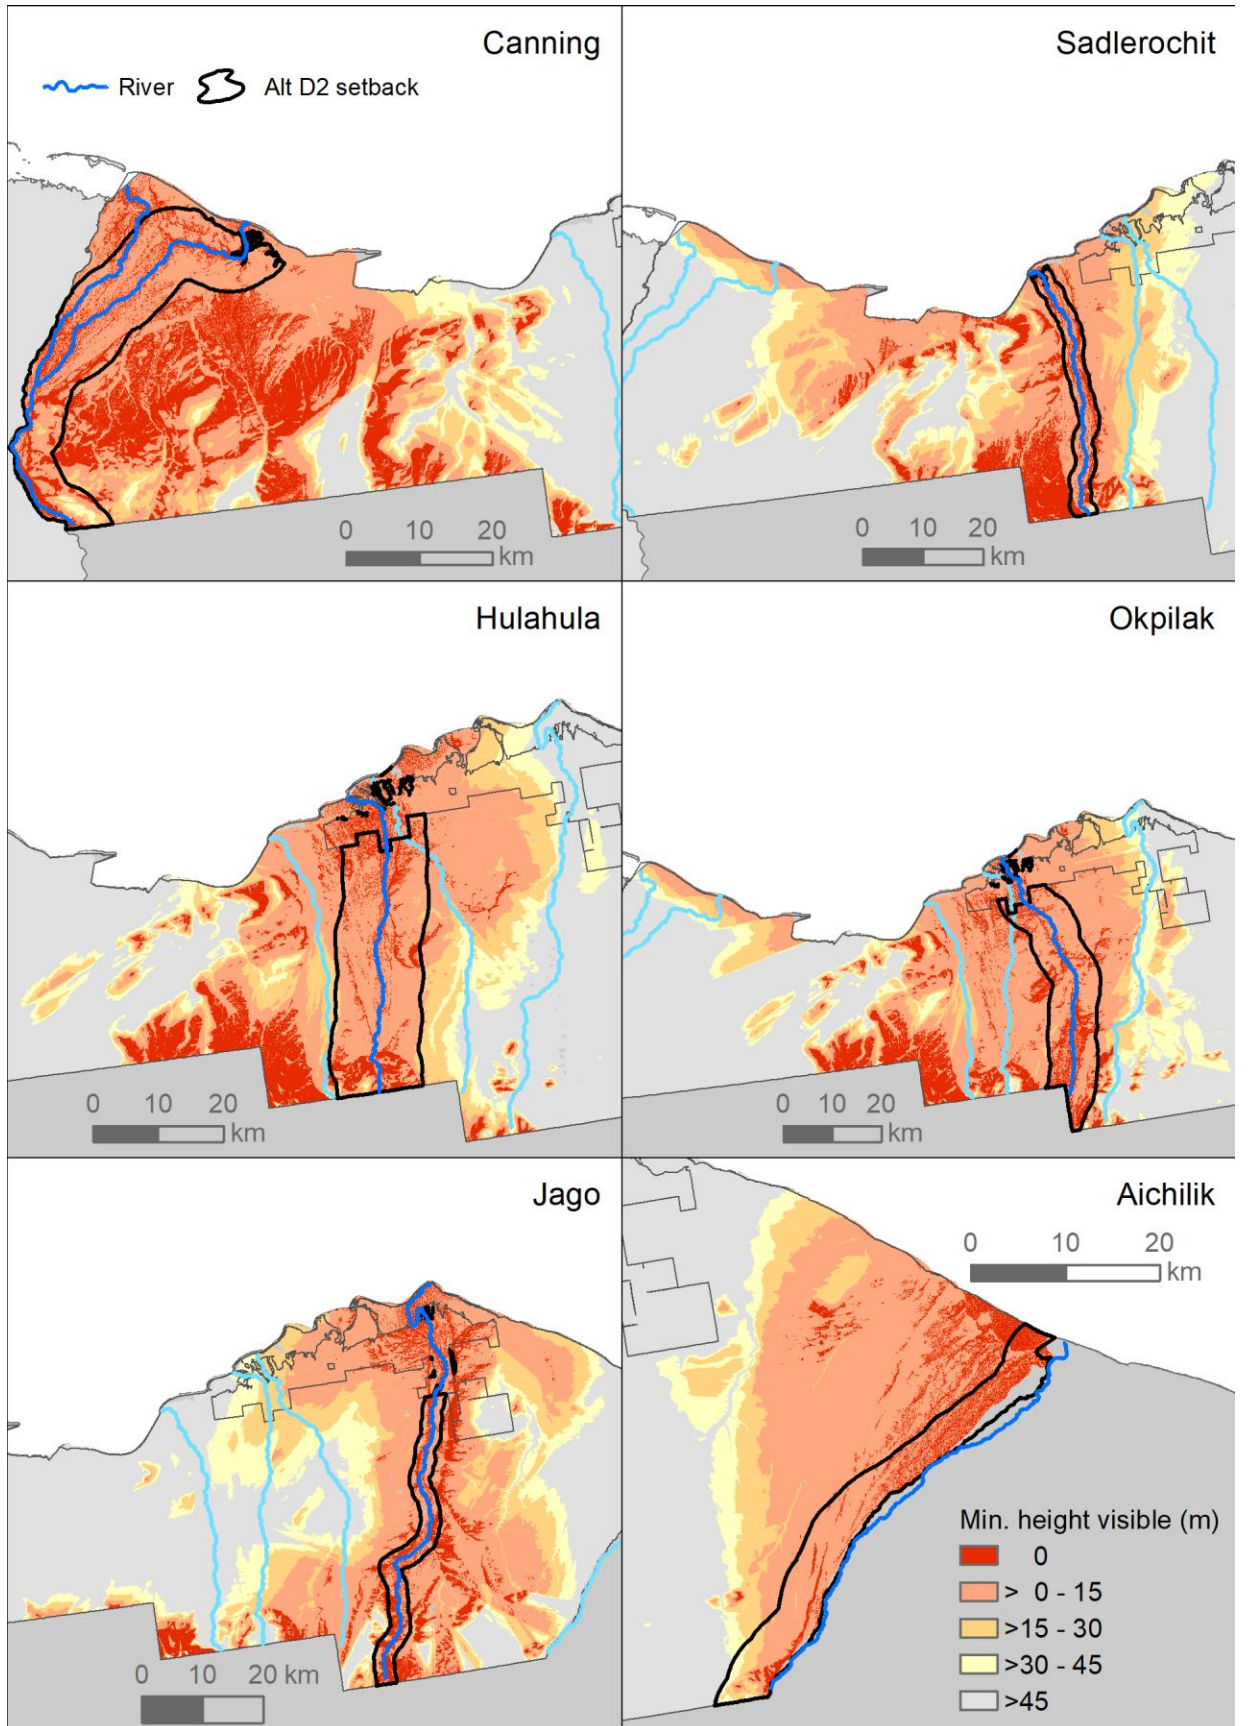 Canning
River Alt D2 setback
0 10 20
km
Sadlerochit
0 10 20
km
Hulahula
0 10 20
km
Okpilak
0 10 20
km
Jago
0 10 20 km
Aichilik
0 10 20
km
Min. height visible (m)
0
> 0 - 15
>15 - 30
>30 - 45
>45